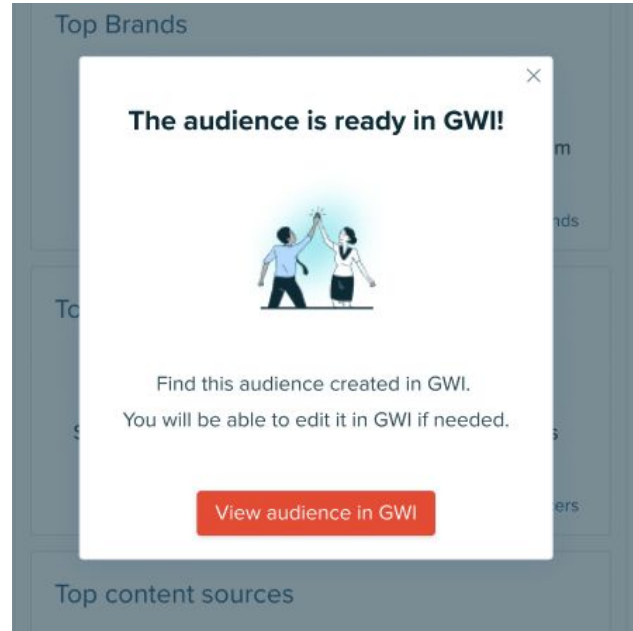 Top Brands
The audience is ready in GWI!
Find this audience created in GWI.
You will be able to edit it in GWI if needed.
View audience in GWI
Top content sources